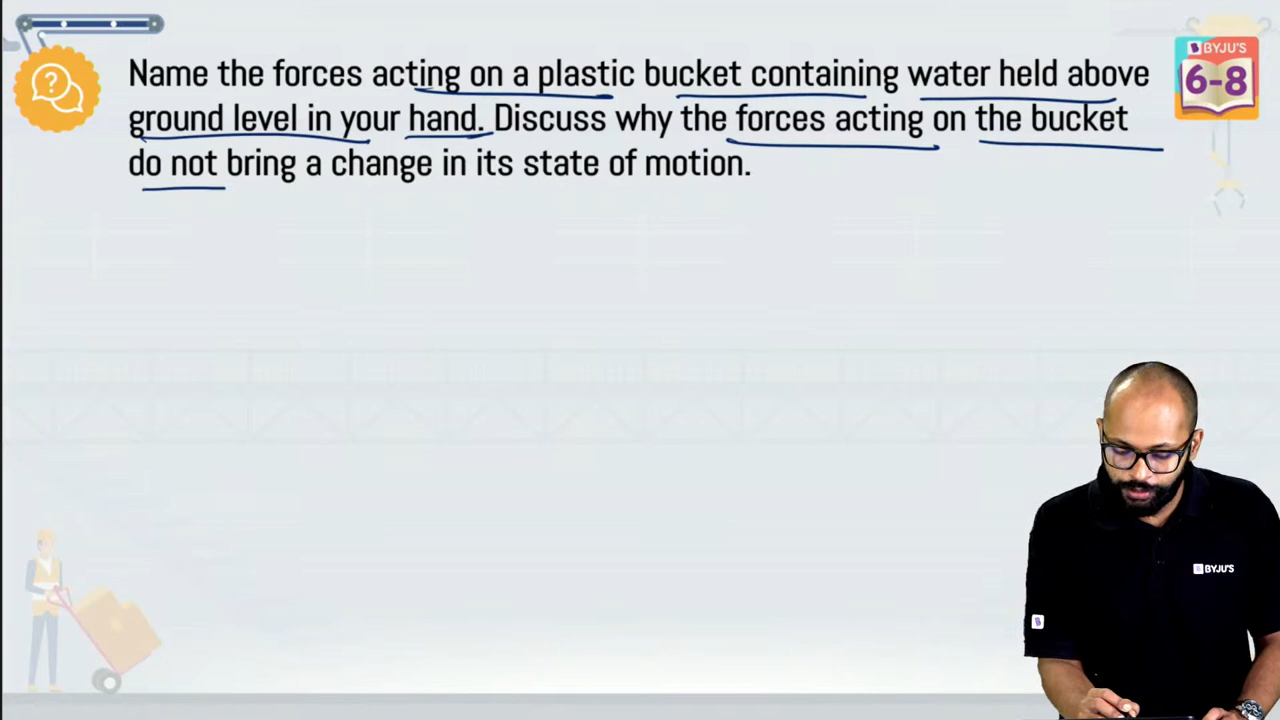 Name the forces acting on a plastic bucket containing water held above
ground level in your hand. Discuss why the forces acting on the bucket
do not bring a change in its state of motion.
BYJU'S
6-8
BYJU'S